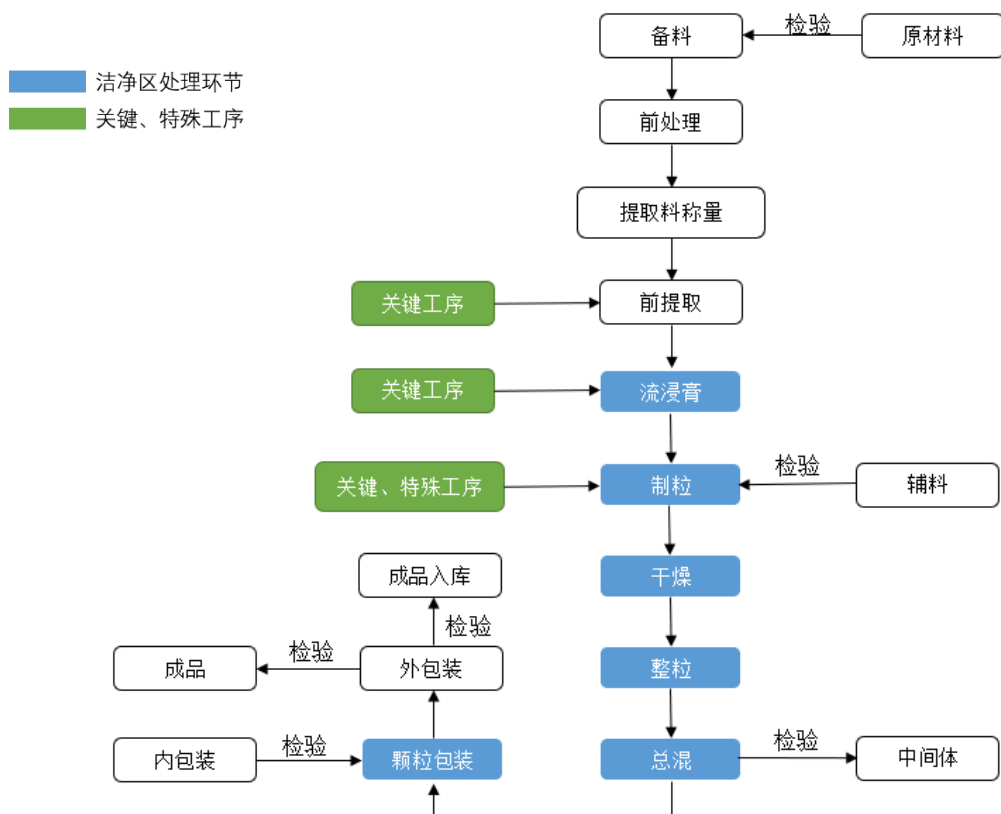 备料
检验
原材料
洁净区处理环节
关键、特殊工序
前处理
提取料称量
关键工序
前提取
关键工序
流浸膏
关键、特殊工序
制粒
检验
辅料
成品入库
干燥
检验
成品
检验
外包装
整粒
内包装
检验
颗粒包装
总混
检验
中间体